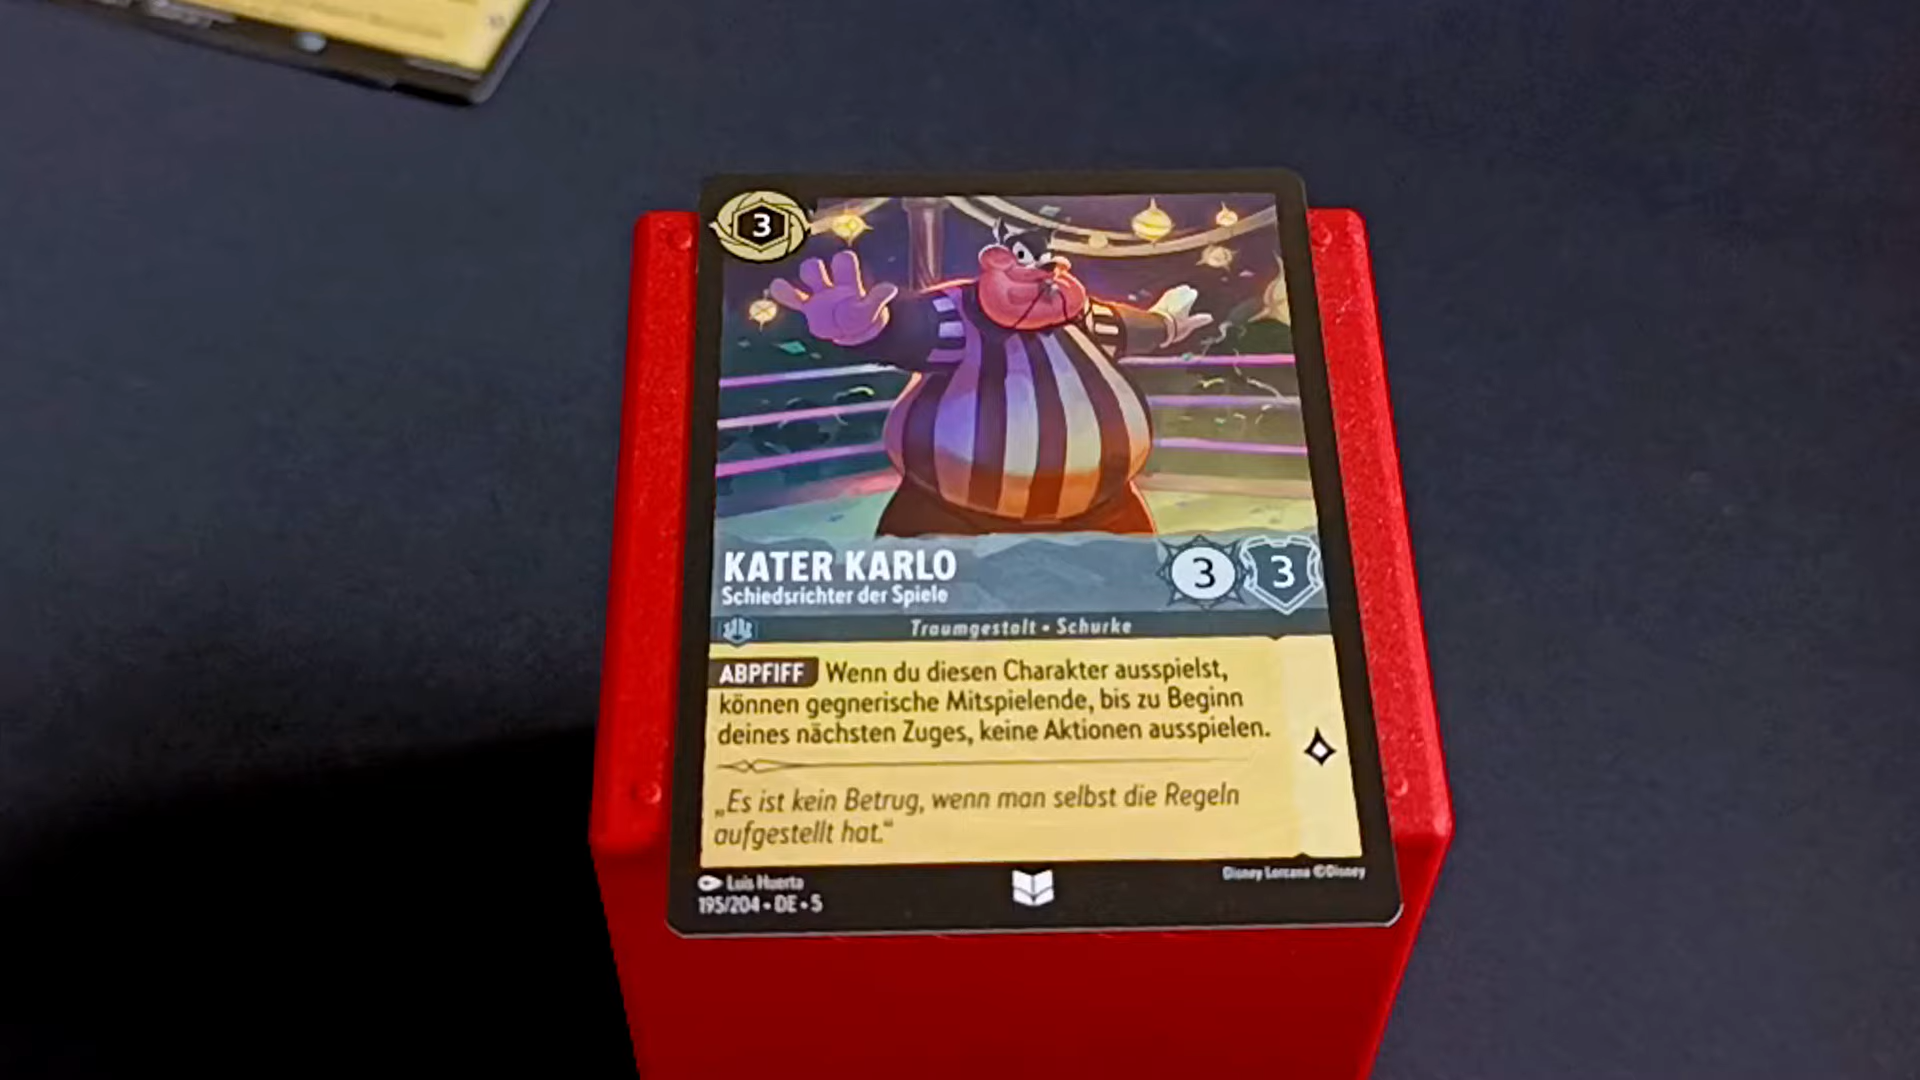 3
KATER KARLO
Schiedsrichter der Spiele
3 3
Traumgestalt • Schurke
ABPFIFF Wenn du diesen Charakter ausspielst,
können gegnerische Mitspielende, bis zu Beginn
deines nächsten Zuges, keine Aktionen ausspielen.
„Es ist kein Betrug, wenn man selbst die Regeln
aufgestellt hat.“
Luis Huerta
Disney Lorcana ©Disney
195/204 • DE • 5